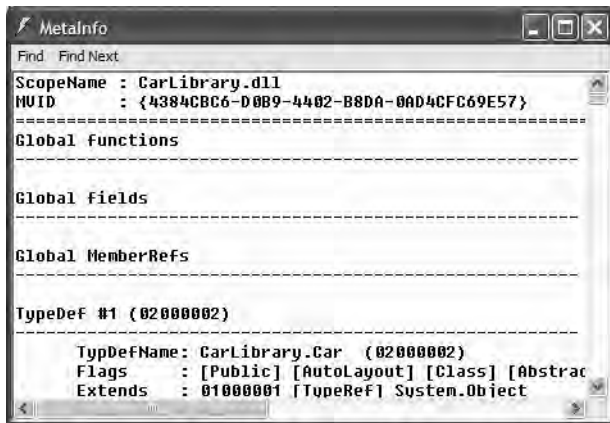 MetaInfo
Find Find Next
ScopeName : CarLibrary.dll
MVID : {4384CBC6-D0B9-4402-B8DA-0AD4CFC69E57}
==========================================================
Global functions
----------------------------------------------------------
Global fields
----------------------------------------------------------
Global MemberRefs
----------------------------------------------------------
TypeDef #1 (02000002)
----------------------------------------------------------
TypDefName: CarLibrary.Car (02000002)
Flags : [Public] [AutoLayout] [Class] [Abstrac
Extends : 01000001 [TypeRef] System.Object